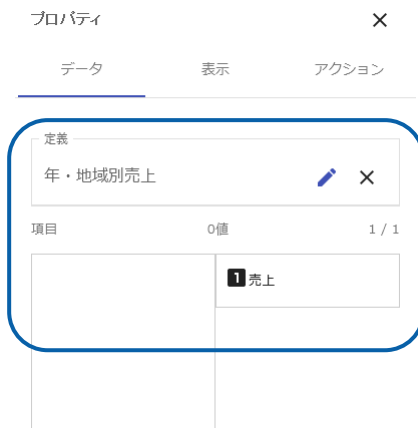 プロパティ
データ 表示 アクション
定義
年・地域別売上
項目 0値 1 / 1
1 売上